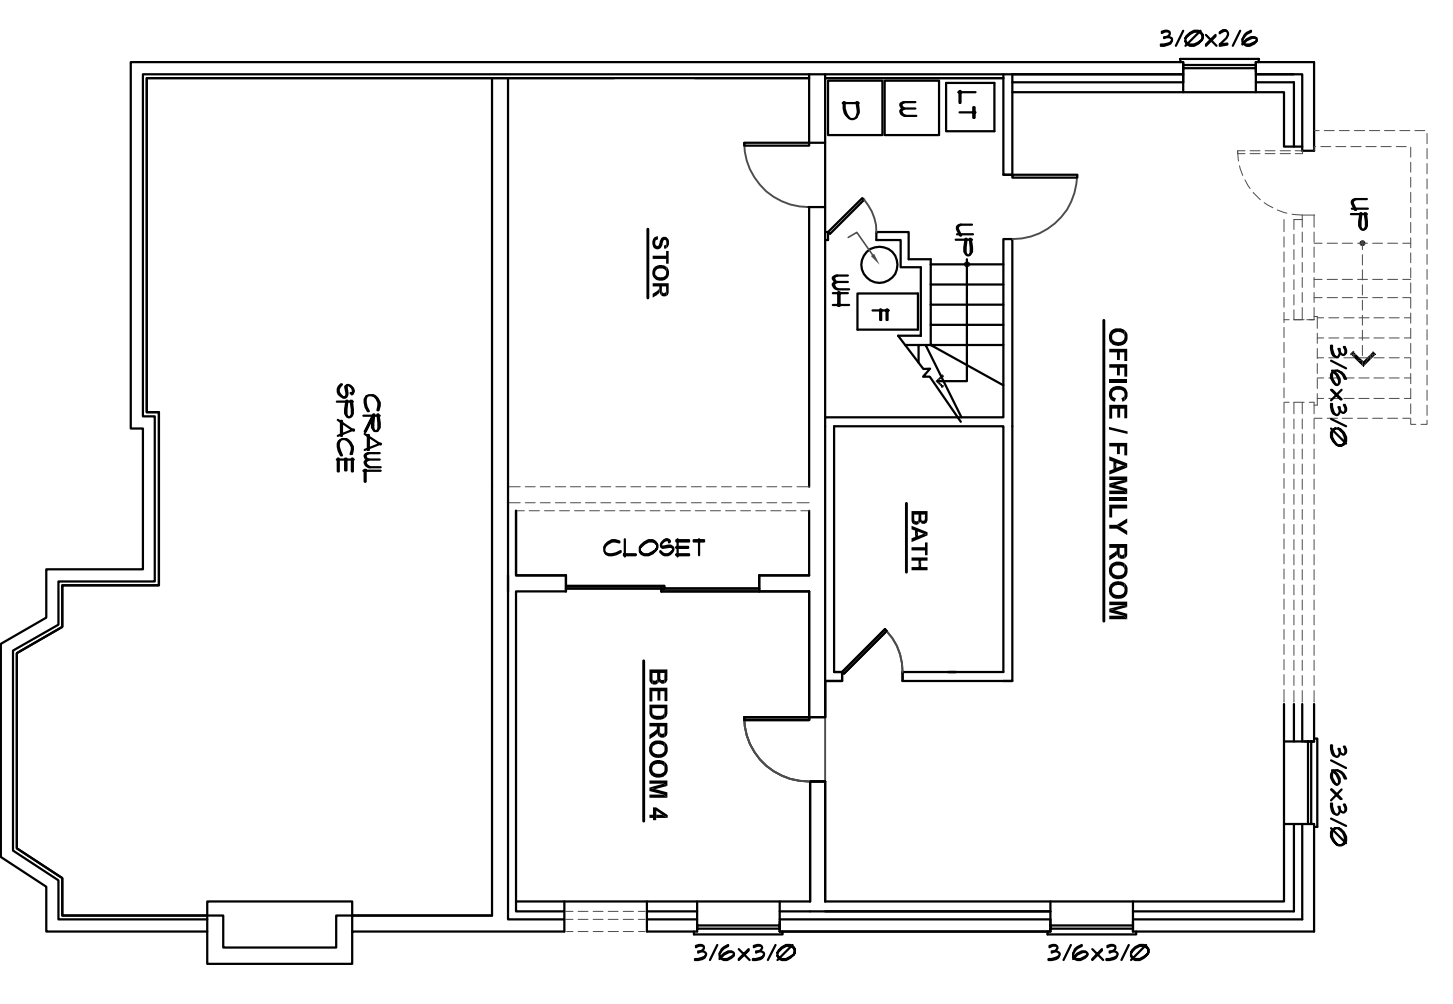 3/0x2/6
D
W
LT
UP
UP
STOR
WH
F
3/6x3/0
OFFICE / FAMILY ROOM
CRAWL
SPACE
BATH
CLOSET
BEDROOM 4
3/6x3/0
3/6x3/0
3/6x3/0